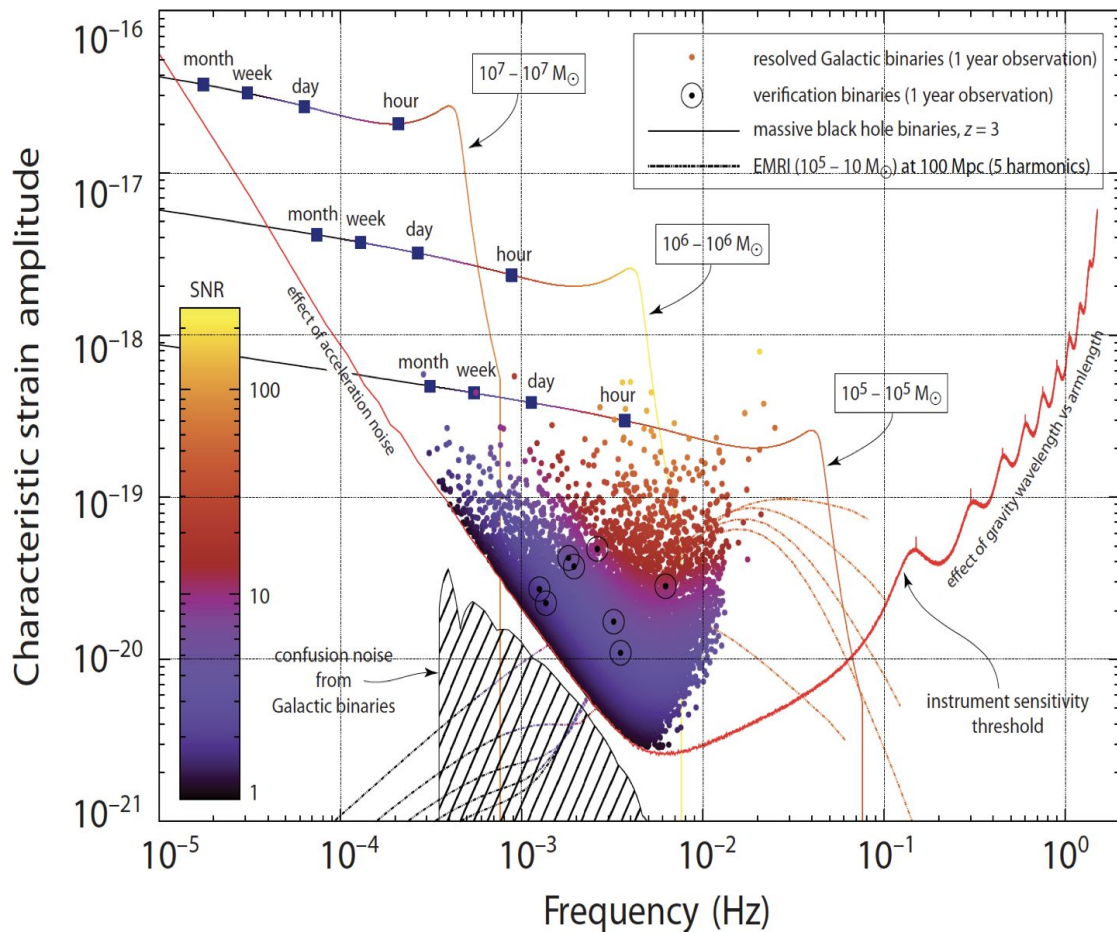 10⁻¹⁶
10⁻¹⁷
10⁻¹⁸
10⁻¹⁹
10⁻²⁰
10⁻²¹
Characteristic strain amplitude
month
week
day
hour
10⁷ – 10⁷ M☉
resolved Galactic binaries (1 year observation)
verification binaries (1 year observation)
massive black hole binaries, z = 3
EMRI (10⁵ – 10 M☉) at 100 Mpc (5 harmonics)
month
week
day
hour
10⁶ – 10⁶ M☉
SNR
100
10
1
effect of acceleration noise
month
week
day
hour
10⁵ – 10⁵ M☉
effect of gravity wavelength vs armlength
confusion noise
from
Galactic binaries
instrument sensitivity
threshold
10⁻⁵
10⁻⁴
10⁻³
10⁻²
10⁻¹
10⁰
Frequency (Hz)